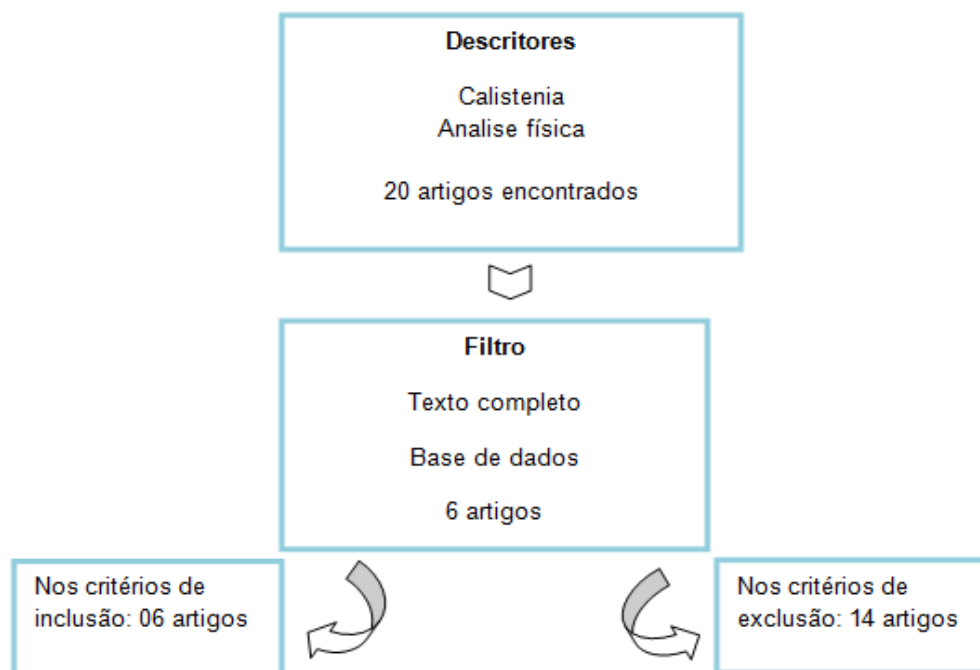 Descritores
Calistenia
Analise física
20 artigos encontrados
Filtro
Texto completo
Base de dados
6 artigos
Nos critérios de
inclusão: 06 artigos
Nos critérios de
exclusão: 14 artigos